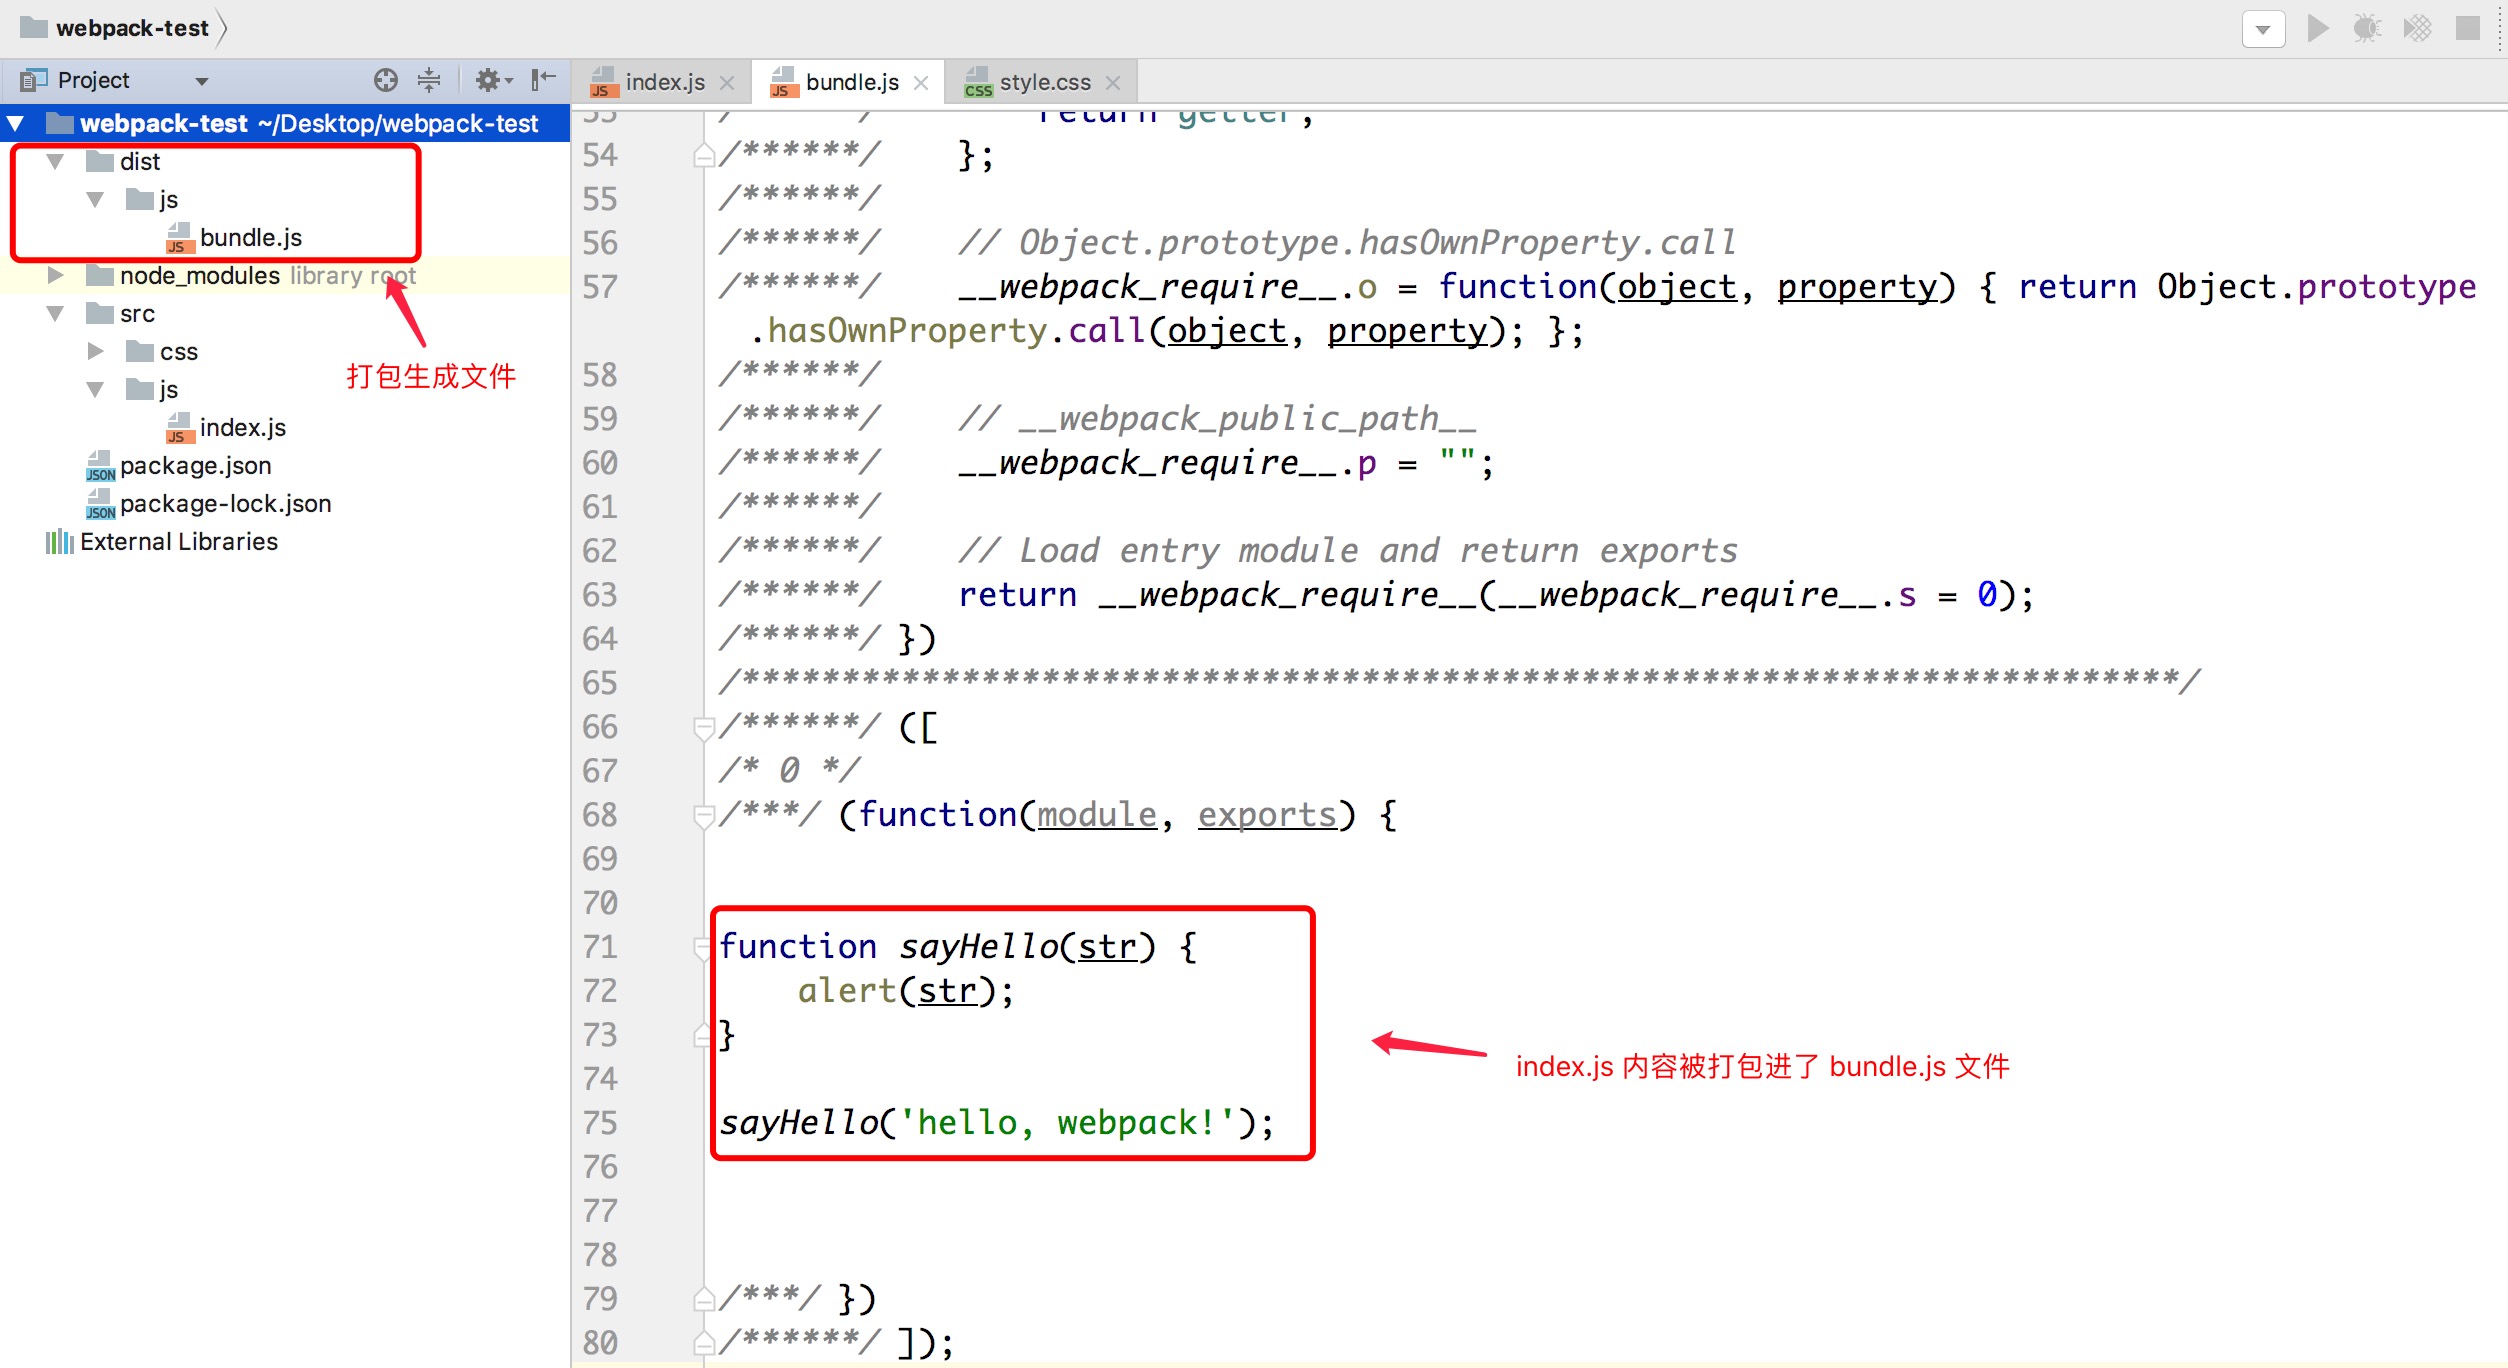 webpack-test
Project
index.js
bundle.js
style.css
webpack-test ~/Desktop/webpack-test
dist
js
bundle.js
node_modules library root
src
css
js
index.js
package.json
package-lock.json
External Libraries
打包生成文件
/ / return getter;
54 /******/ };
55 /******/
56 /******/ // Object.prototype.hasOwnProperty.call
57 /******/ __webpack_require__.o = function(object, property) { return Object.prototype
.hasOwnProperty.call(object, property); };
58 /******/
59 /******/ // __webpack_public_path__
60 /******/ __webpack_require__.p = "";
61 /******/
62 /******/ // Load entry module and return exports
63 /******/ return __webpack_require__(__webpack_require__.s = 0);
64 /******/ })
65 /************************************************************************/
66 /******/ ([
67 /* 0 */
68 /***/ (function(module, exports) {
69
70
71 function sayHello(str) {
72 alert(str);
73 }
74
75 sayHello('hello, webpack!');
76
77
78
79 /***/ })
80 /******/ ]);
index.js 内容被打包进了 bundle.js 文件